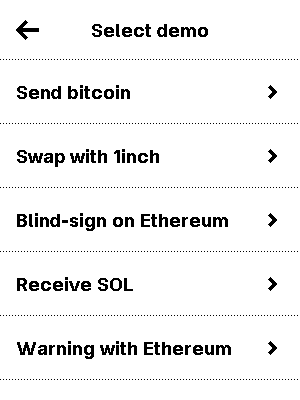 Select demo
Send bitcoin
Swap with 1inch
Blind-sign on Ethereum
Receive SOL
Warning with Ethereum